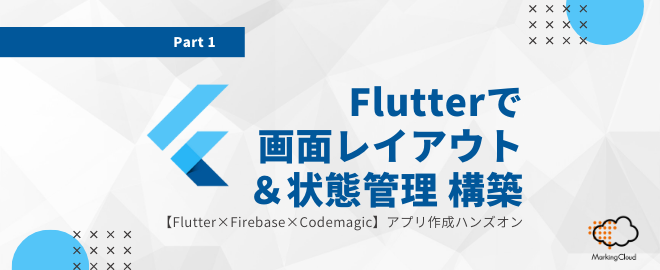 Part 1
Flutterで
画面レイアウト
＆状態管理 構築
【Flutter×Firebase×Codemagic】アプリ作成ハンズオン
MarkingCloud